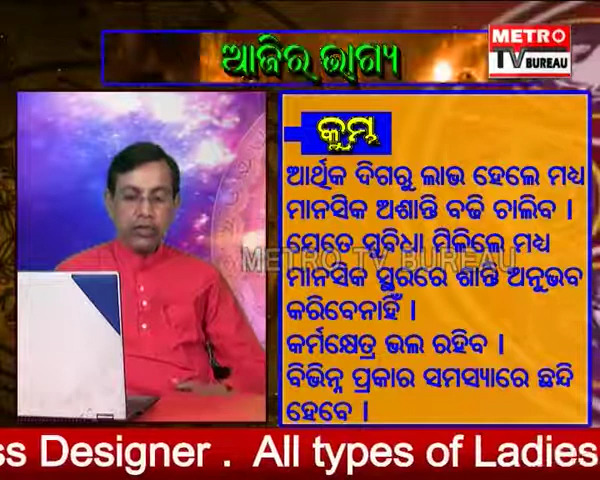 ଆଜିର ଭାଗ୍ୟ
METRO
TV BUREAU
କୁମ୍ଭ
ଆର୍ଥିକ ଦିଗରୁ ଲାଭ ହେଲେ ମଧ୍ୟ
ମାନସିକ ଅଶାନ୍ତି ବଢି ଚାଲିବ ।
ଯେତେ ସୁବିଧା ମିଳିଲେ ମଧ୍ୟ
ମାନସିକ ସ୍ଥରରେ ଶାନ୍ତି ଅନୁଭବ
କରିବେନାହିଁ ।
କର୍ମକ୍ଷେତ୍ର ଭଲ ରହିବ ।
ବିଭିନ୍ନ ପ୍ରକାର ସମସ୍ୟାରେ ଛନ୍ଦି
ହେବେ ।
METRO TV BUREAU
ss Designer . All types of Ladies